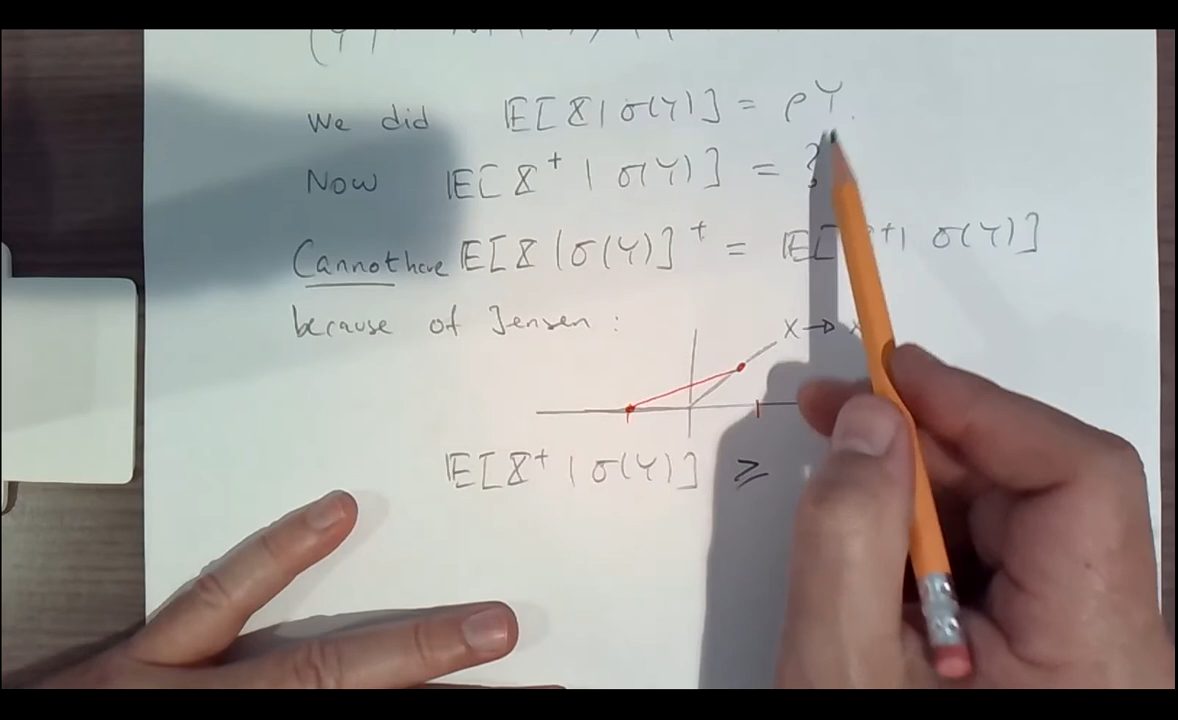 We did E[X | σ(Y)] = ρY.
Now E[X⁺ | σ(Y)] = ?
Cannot have E[X | σ(Y)]⁺ = E[ ⁺| σ(Y)]
because of Jensen :
x →
E[X⁺ | σ(Y)] ≥